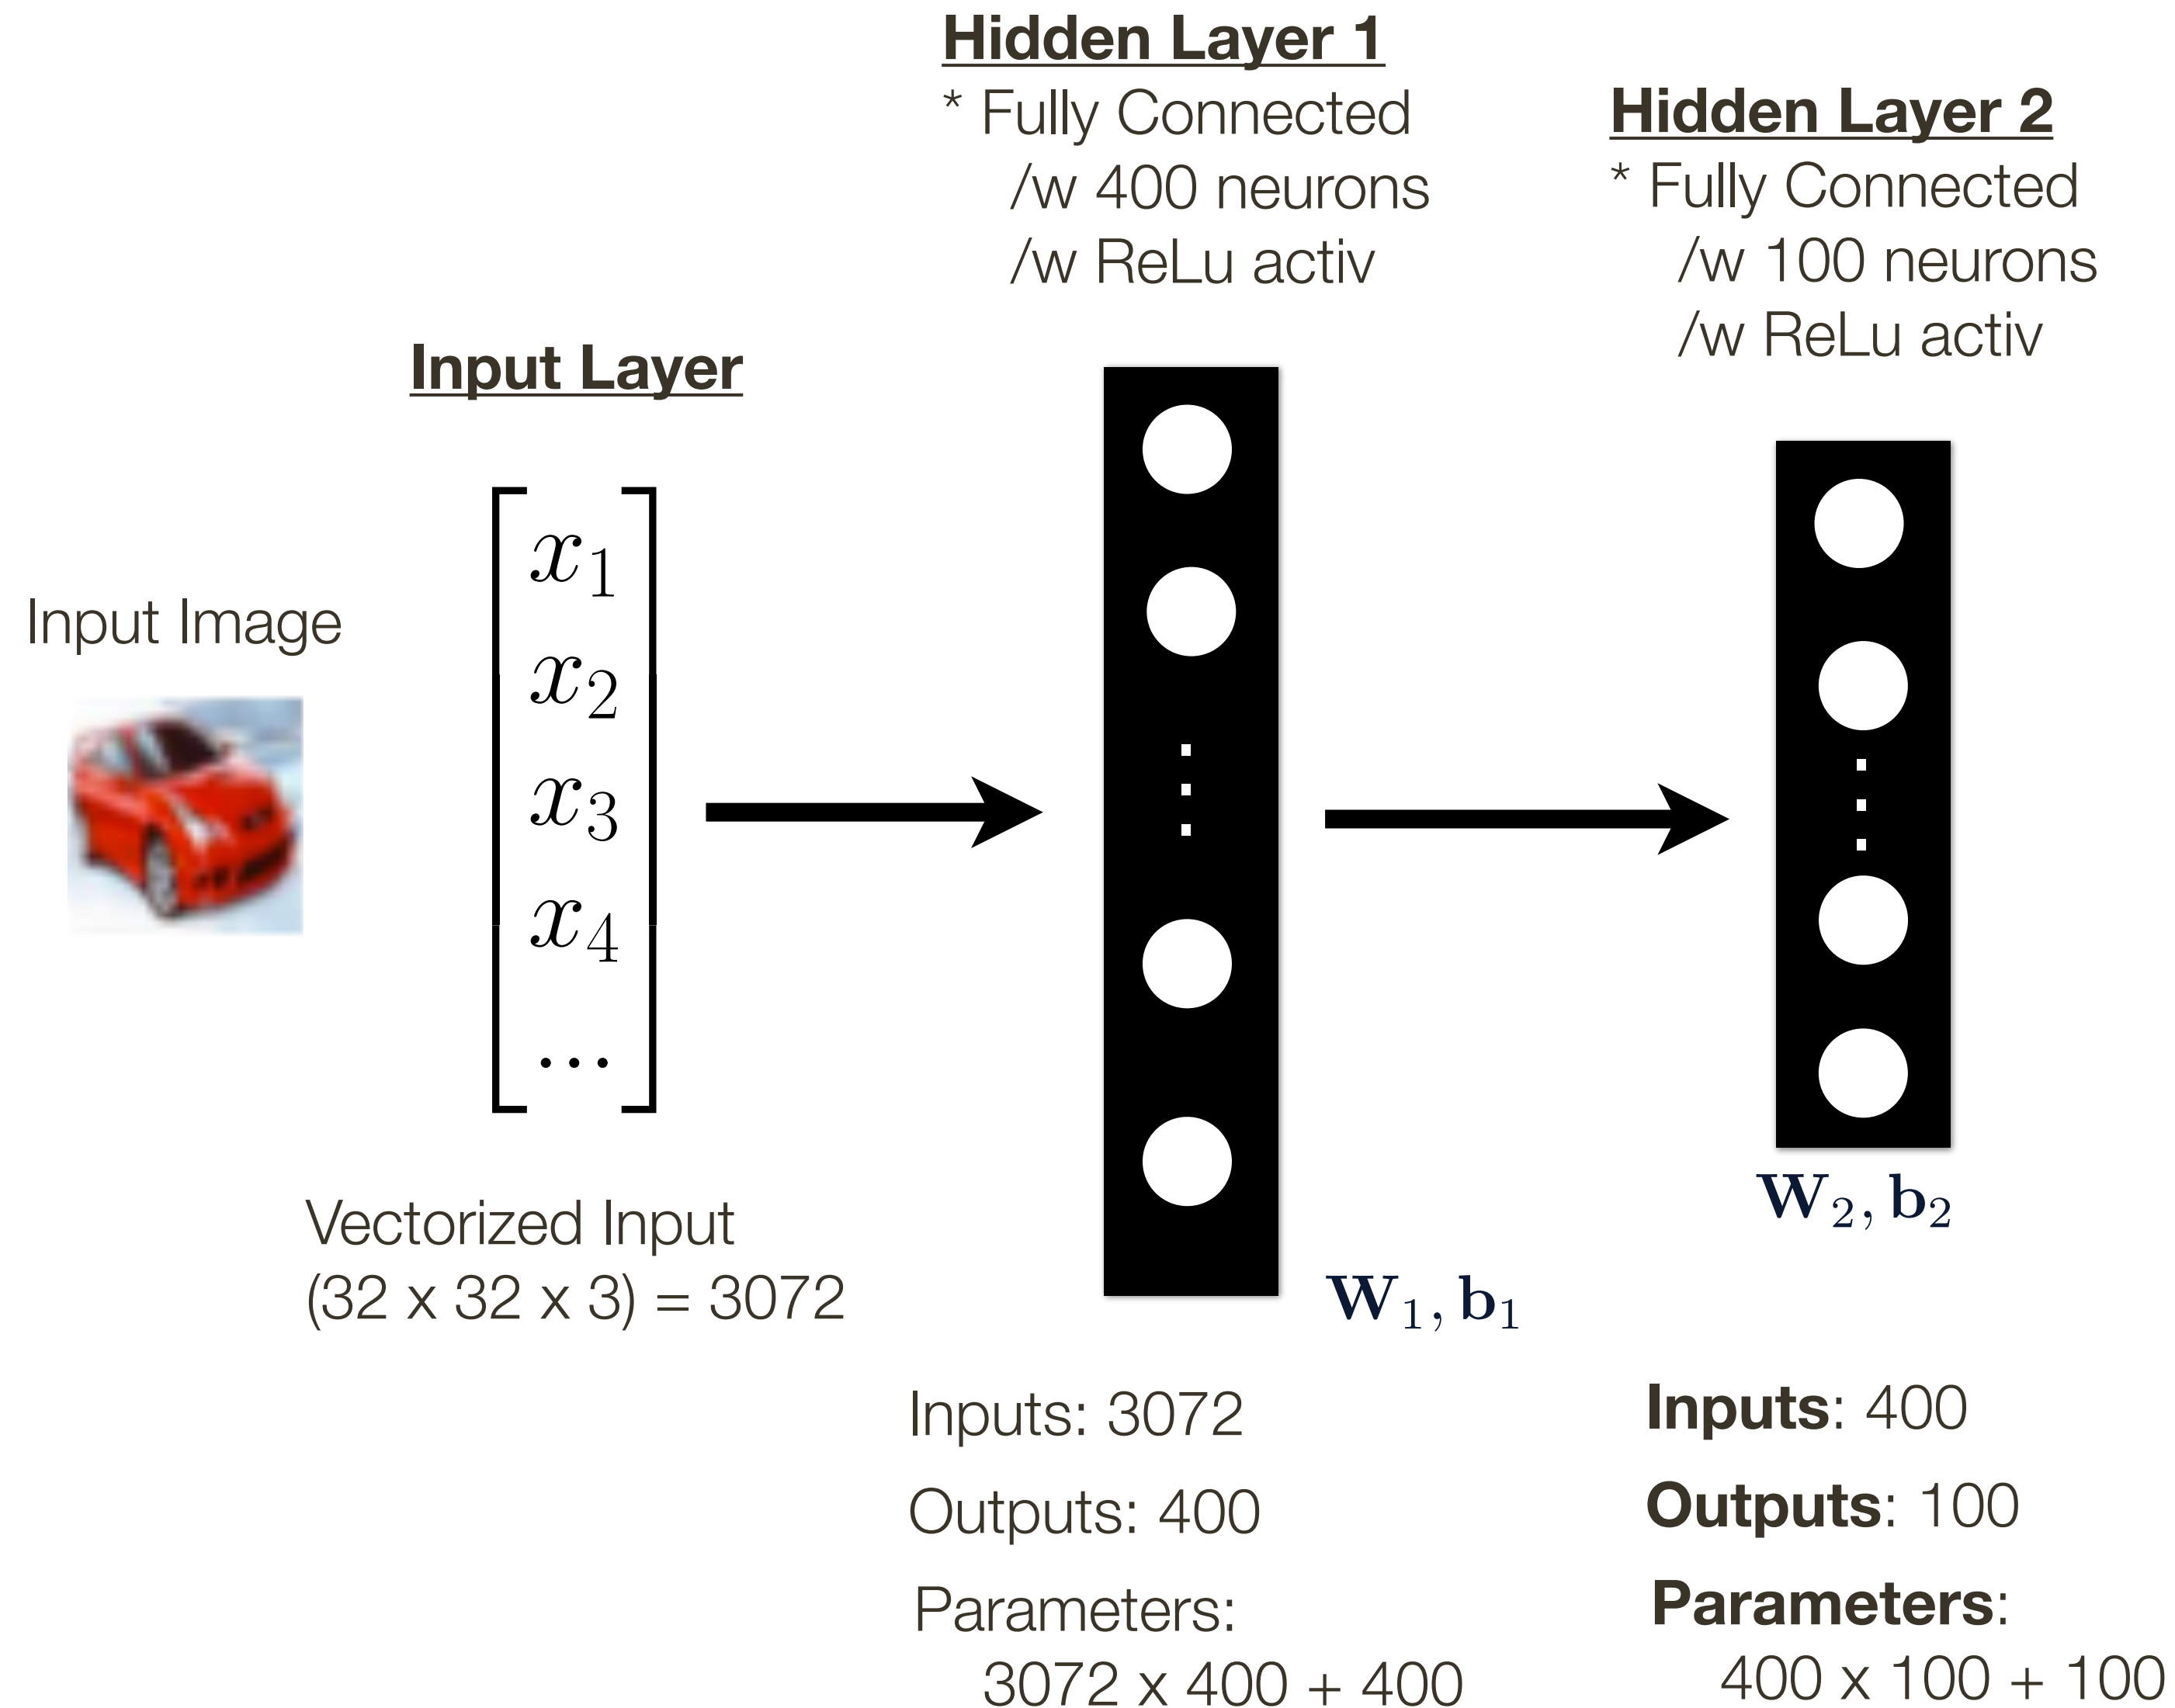 Hidden Layer 1
* Fully Connected
/w 400 neurons
/w ReLu activ
Hidden Layer 2
* Fully Connected
/w 100 neurons
/w ReLu activ
Input Layer
Input Image
x₁
x₂
x₃
x₄
...
Vectorized Input
(32 x 32 x 3) = 3072
W₁, b₁
W₂, b₂
Inputs: 3072
Outputs: 400
Parameters:
3072 x 400 + 400
Inputs: 400
Outputs: 100
Parameters:
400 x 100 + 100